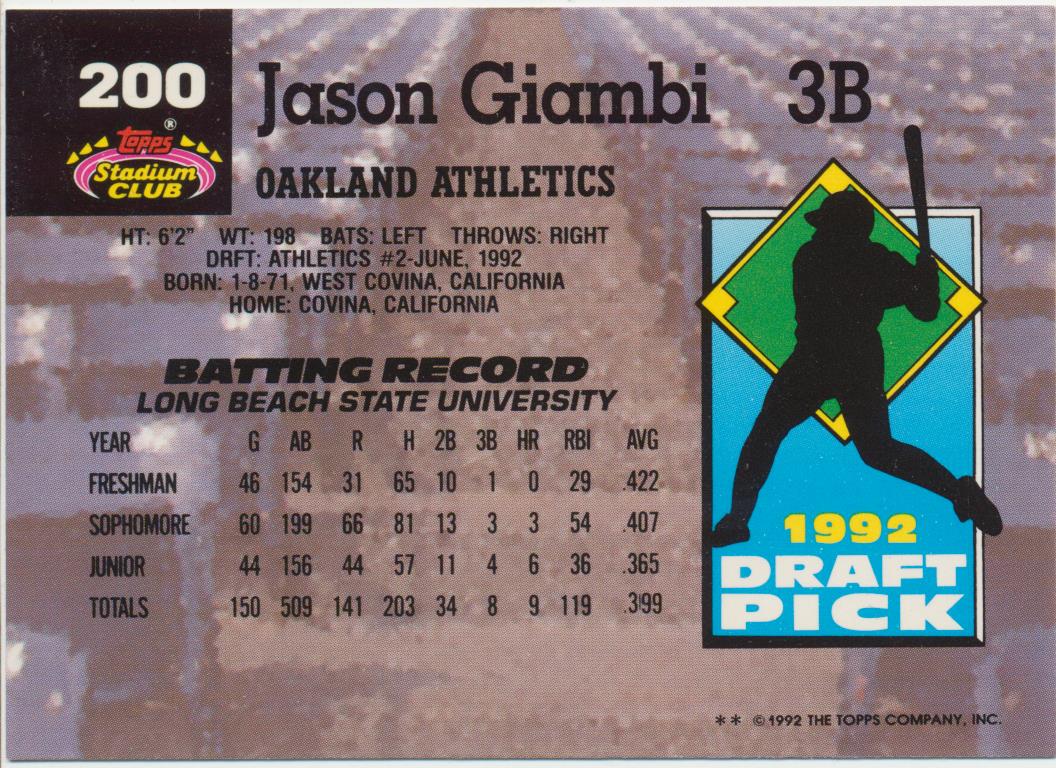 200
Jason Giambi 3B
Topps®
Stadium
CLUB
OAKLAND ATHLETICS
HT: 6'2" WT: 198 BATS: LEFT THROWS: RIGHT
DRFT: ATHLETICS #2-JUNE, 1992
BORN: 1-8-71, WEST COVINA, CALIFORNIA
HOME: COVINA, CALIFORNIA
BATTING RECORD
LONG BEACH STATE UNIVERSITY
YEAR G AB R H 2B 3B HR RBI AVG
FRESHMAN 46 154 31 65 10 1 0 29 .422
SOPHOMORE 60 199 66 81 13 3 3 54 .407
JUNIOR 44 156 44 57 11 4 6 36 .365
TOTALS 150 509 141 203 34 8 9 119 .399
1992
DRAFT
PICK
** ©1992 THE TOPPS COMPANY, INC.